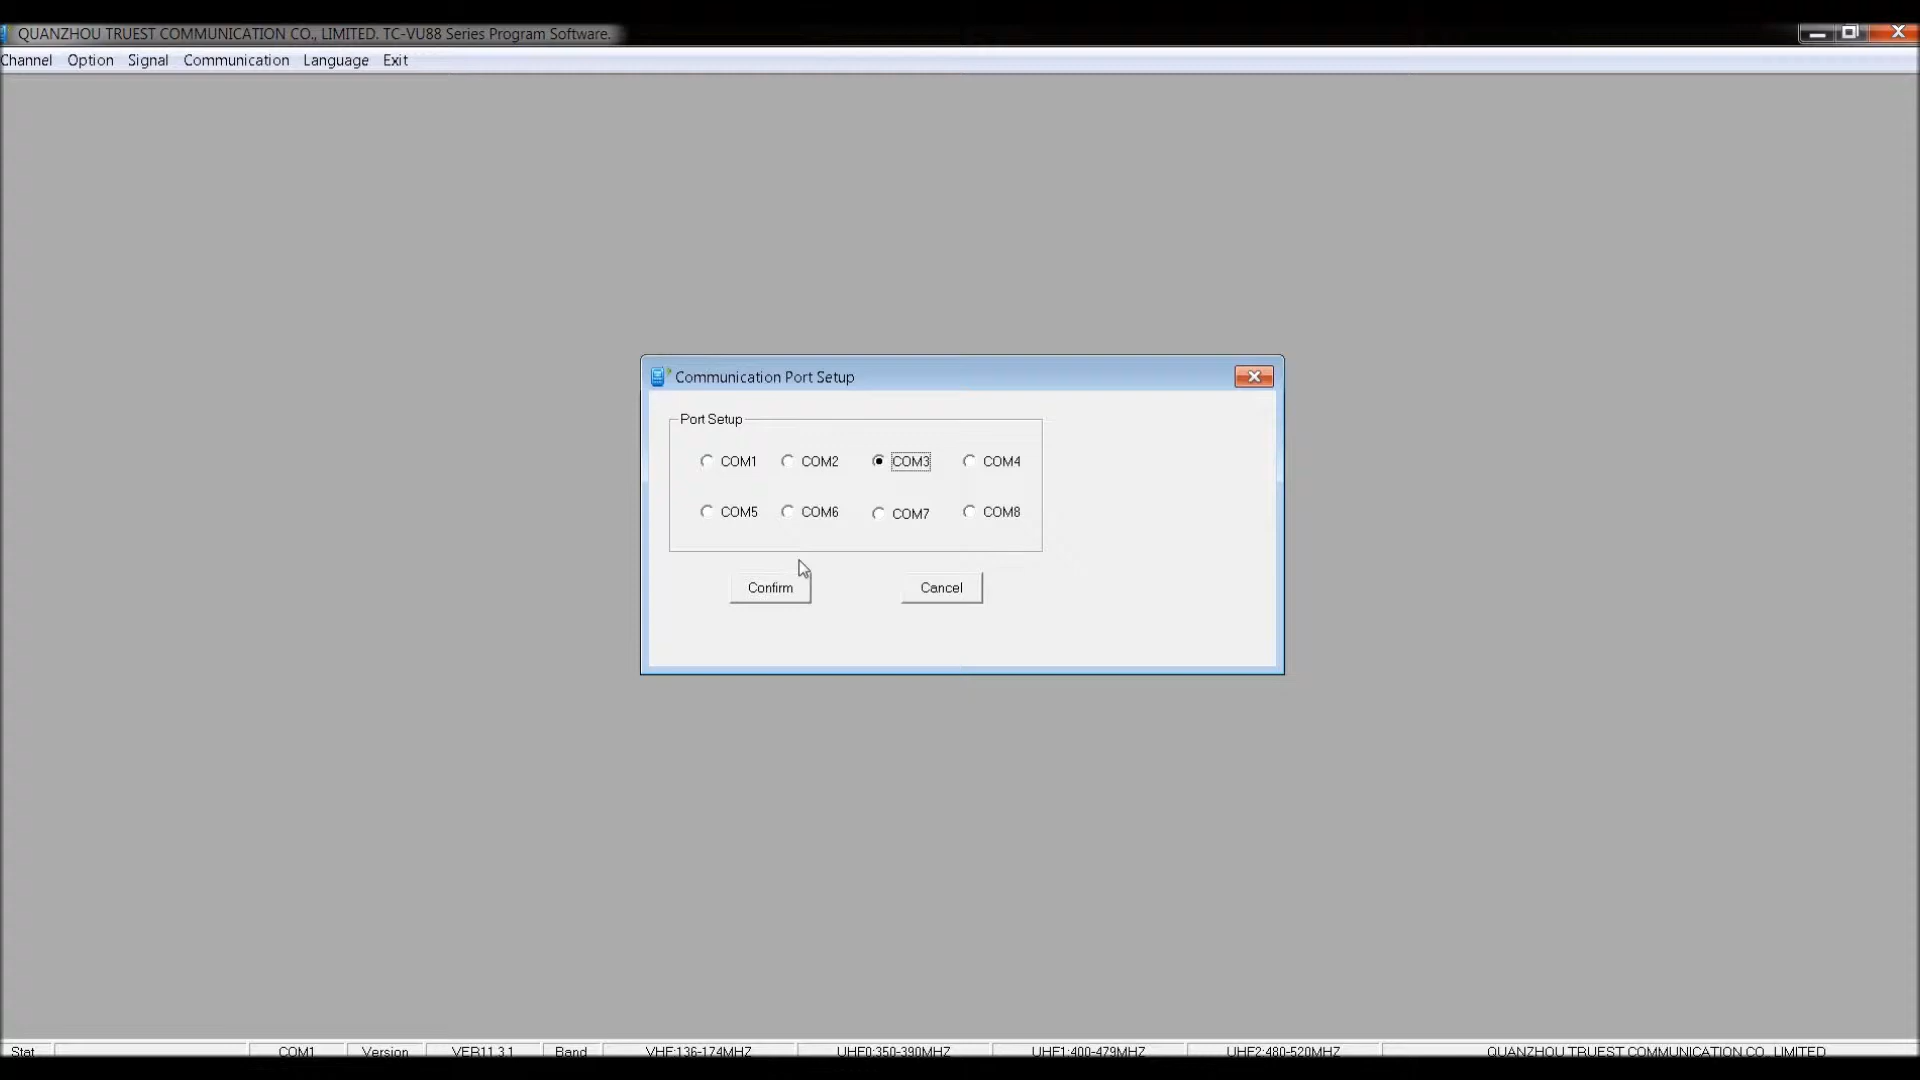 QUANZHOU TRUEST COMMUNICATION CO., LIMITED. TC-VU88 Series Program Software.
Channel Option Signal Communication Language Exit
Communication Port Setup
Port Setup
COM1 COM2 COM3 COM4
COM5 COM6 COM7 COM8
Confirm Cancel
Stat COM1 Version VER11.3.1 Band VHF:136-174MHZ UHF0:350-390MHZ UHF1:400-479MHZ UHF2:480-520MHZ QUANZHOU TRUEST COMMUNICATION CO., LIMITED